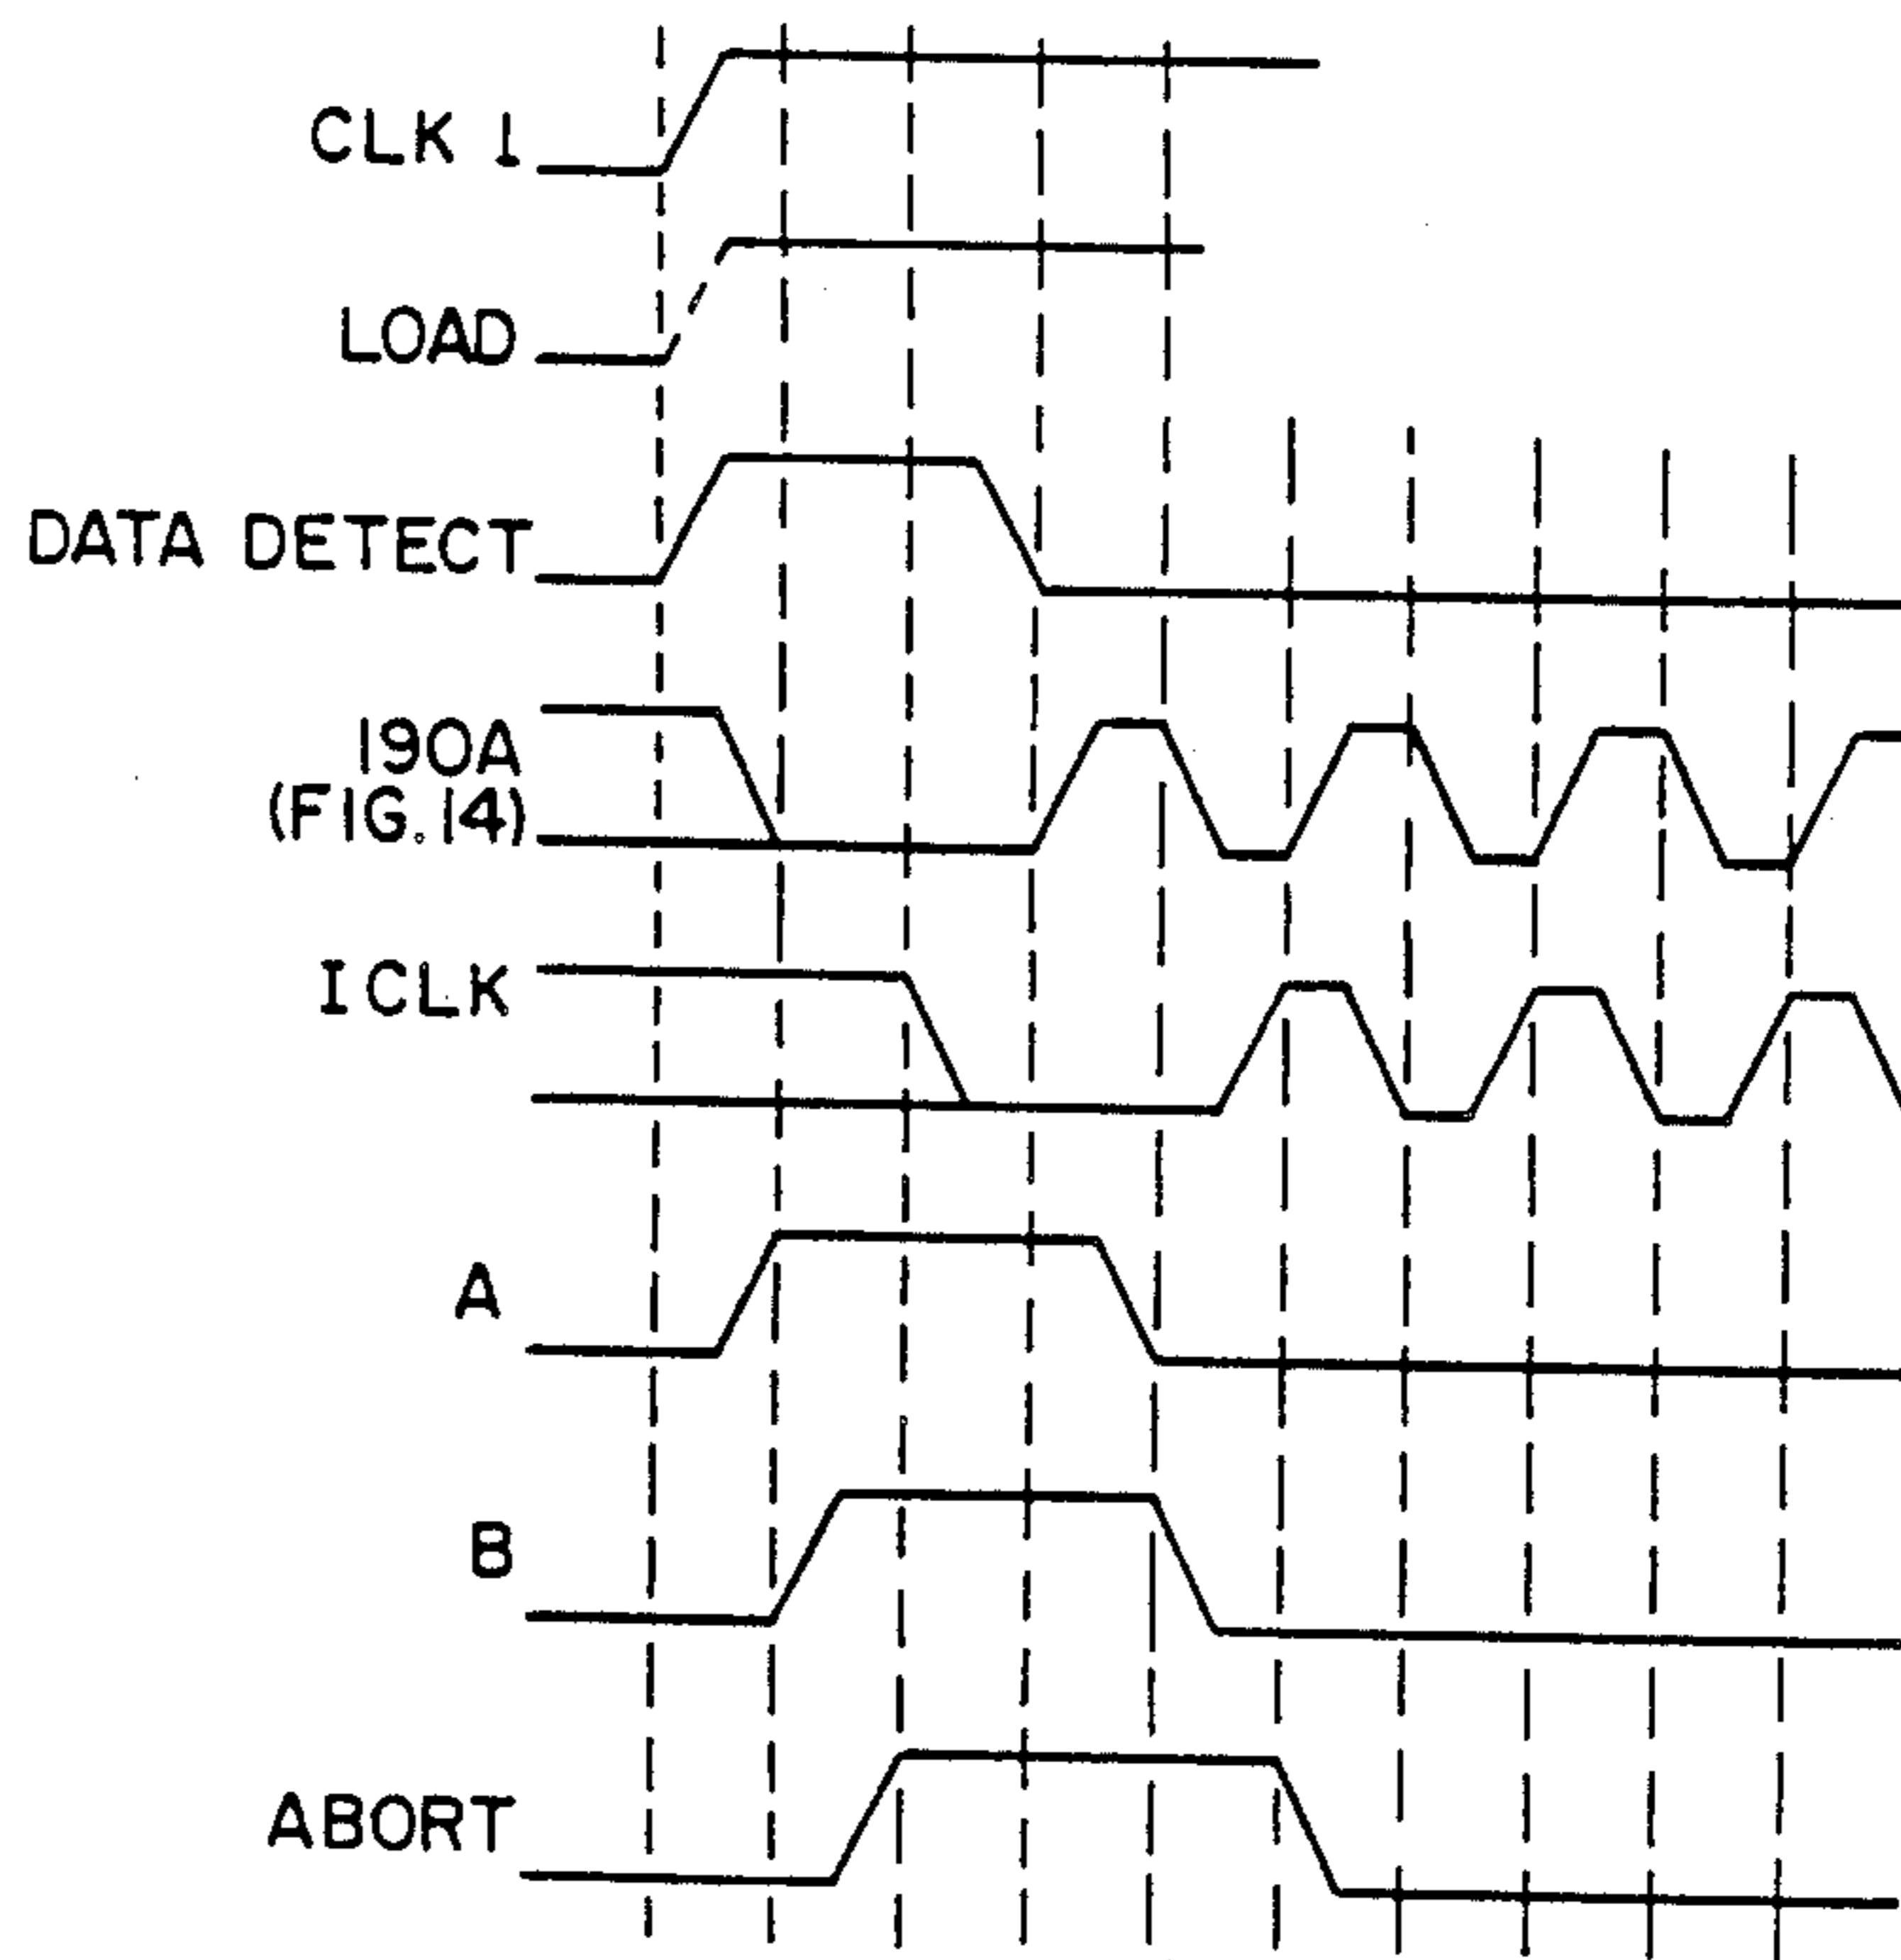 CLK 1
LOAD
DATA DETECT
190A
(FIG. 14)
ICLK
A
B
ABORT